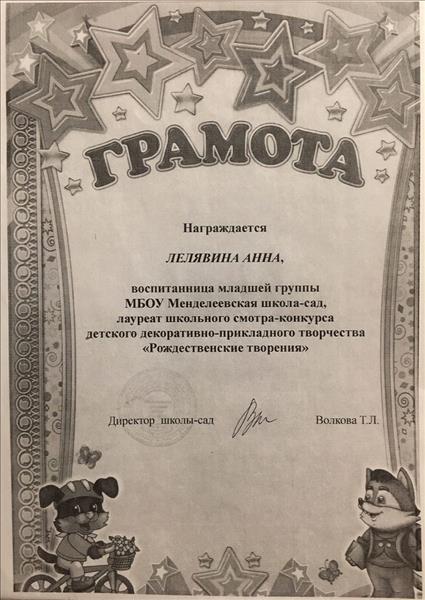 ГРАМОТА
Награждается
ЛЕЛЯВИНА АННА,
воспитанница младшей группы
МБОУ Менделеевская школа-сад,
лауреат школьного смотра-конкурса
детского декоративно-прикладного творчества
«Рождественские творения»
Директор школы-сад Волкова Т.Л.